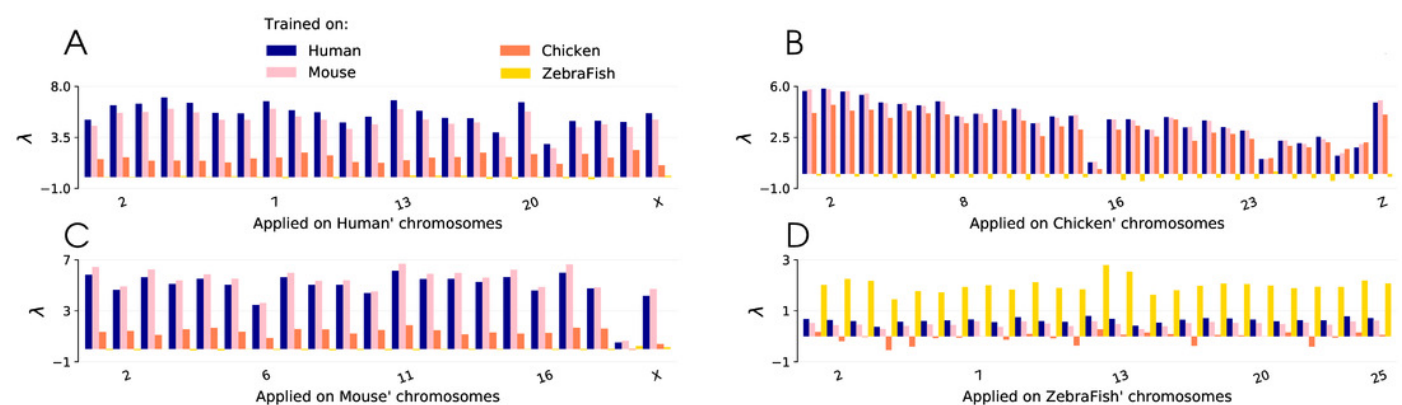 A
Trained on:
Human
Mouse
Chicken
ZebraFish
8.0
3.5
−1.0
λ
2
7
13
20
X
Applied on Human' chromosomes
B
6.0
2.5
−1.0
λ
2
8
16
23
Z
Applied on Chicken' chromosomes
C
7
3
−1
λ
2
6
11
16
X
Applied on Mouse' chromosomes
D
3
1
−1
λ
2
7
13
20
25
Applied on ZebraFish' chromosomes